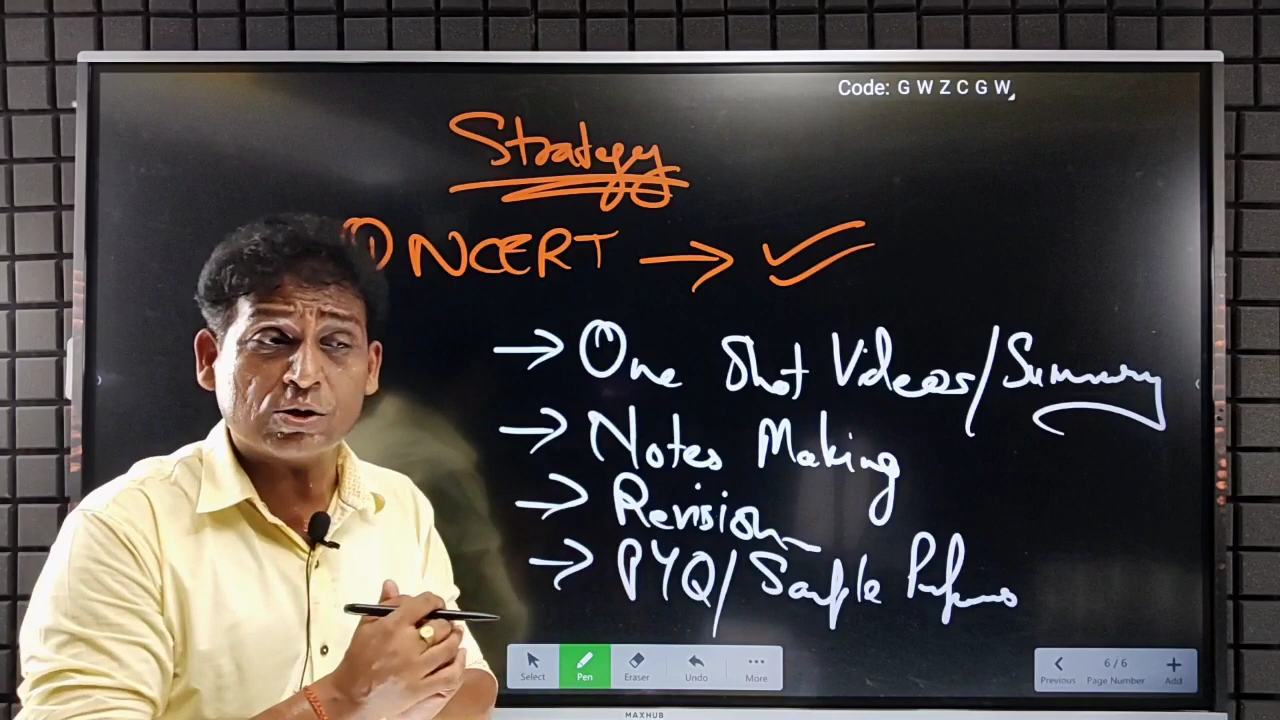 Code: G W Z C G W
Strategy
① NCERT → ✓
→ One Shot Videos/Summary
→ Notes Making
→ Revision
→ PYQ/Sample Papers
Select Pen Eraser Undo More
6/6
Previous Page Number Add
MAXHUB